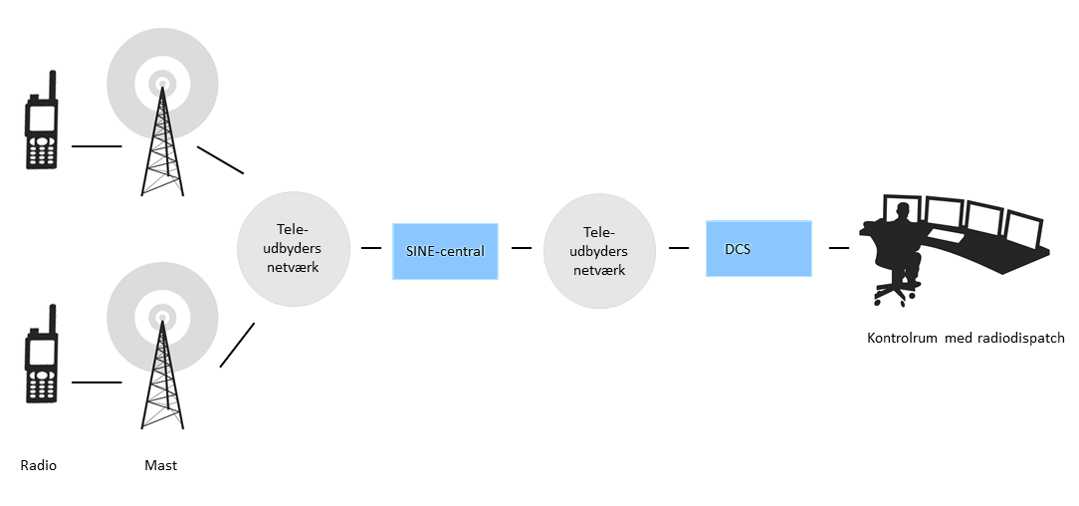 Tele-
udbyders
netværk
SINE-central
Tele-
udbyders
netværk
DCS
Kontrolrum med radiodispatch
Radio
Mast